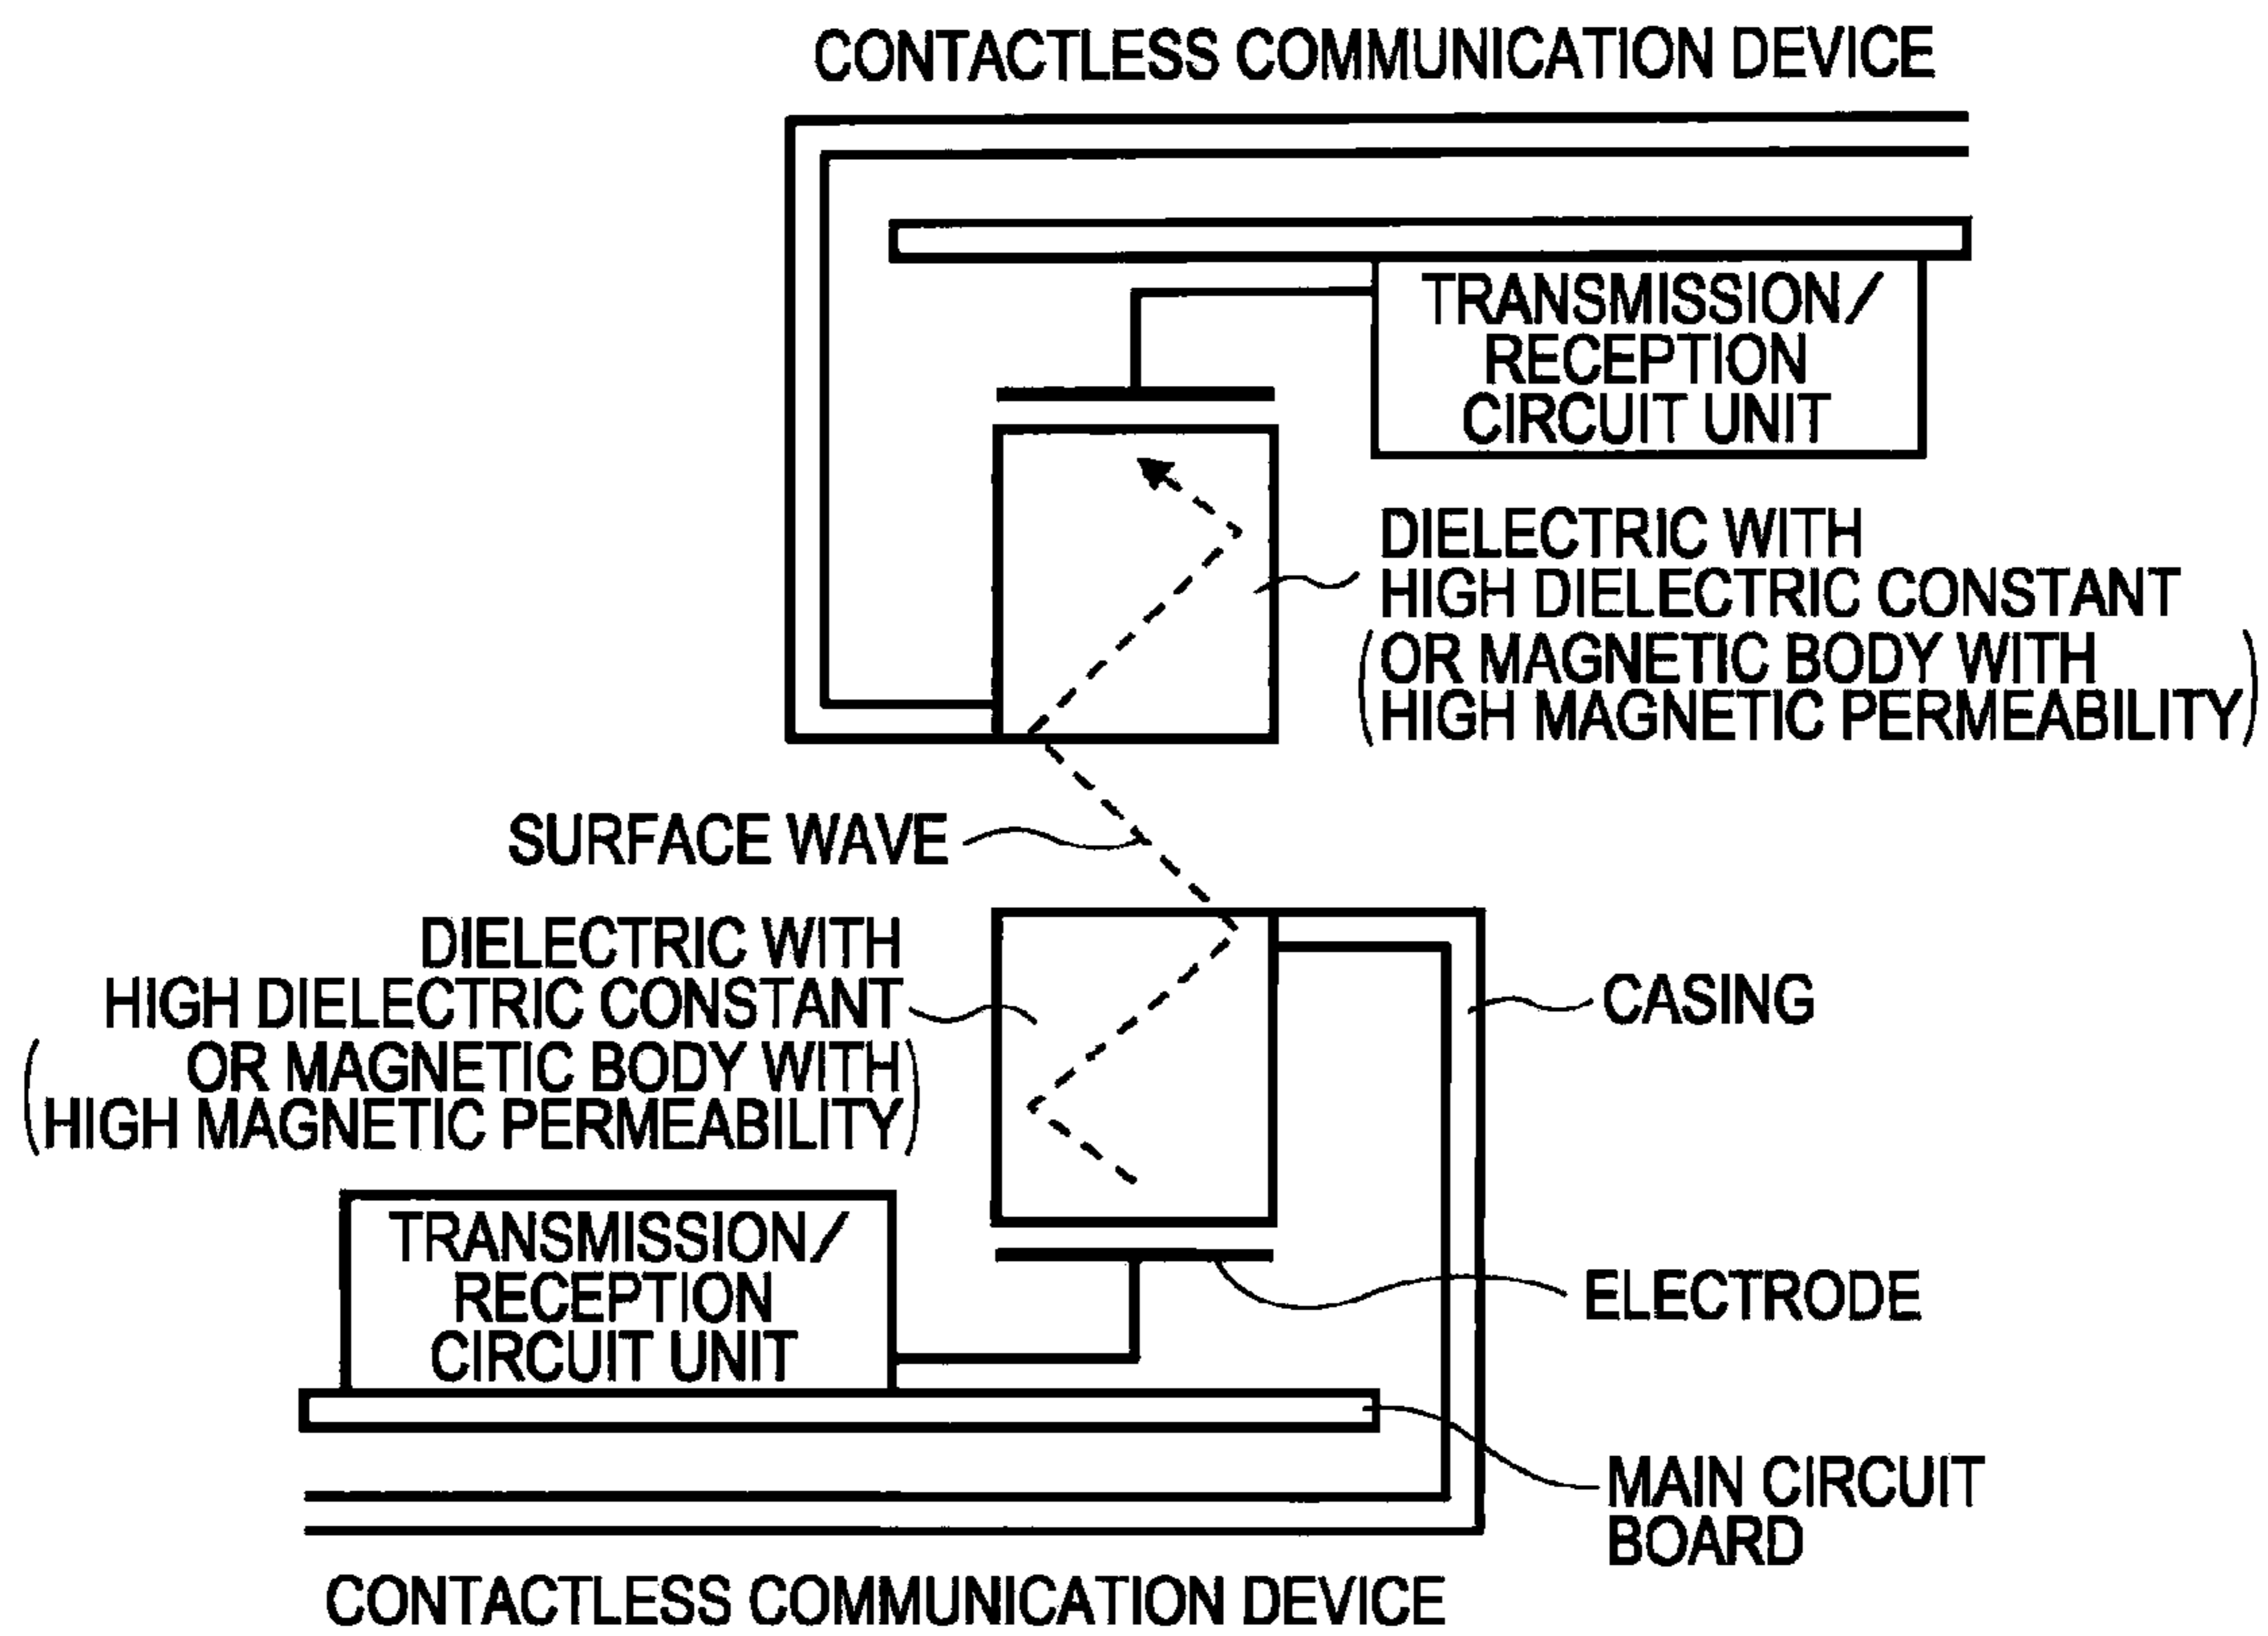 CONTACTLESS COMMUNICATION DEVICE
TRANSMISSION/
RECEPTION
CIRCUIT UNIT
DIELECTRIC WITH
HIGH DIELECTRIC CONSTANT
(OR MAGNETIC BODY WITH
HIGH MAGNETIC PERMEABILITY)
SURFACE WAVE
DIELECTRIC WITH
HIGH DIELECTRIC CONSTANT
(OR MAGNETIC BODY WITH
HIGH MAGNETIC PERMEABILITY)
CASING
TRANSMISSION/
RECEPTION
CIRCUIT UNIT
ELECTRODE
MAIN CIRCUIT
BOARD
CONTACTLESS COMMUNICATION DEVICE